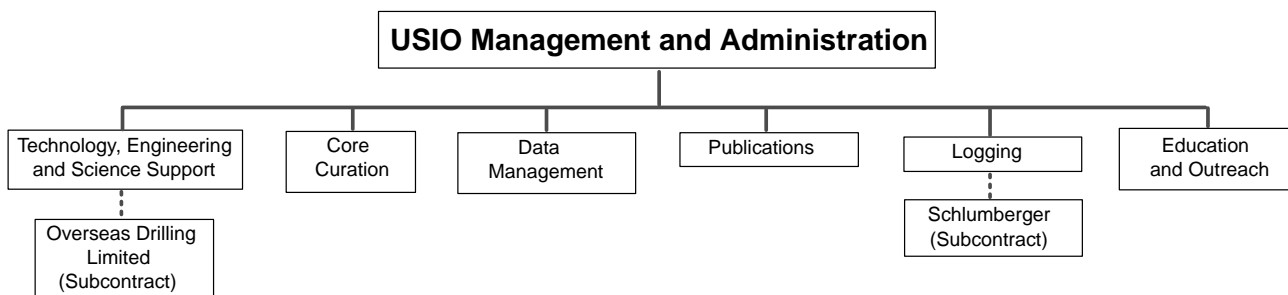 USIO Management and Administration
Technology, Engineering
and Science Support
Core
Curation
Data
Management
Publications
Logging
Education
and Outreach
Overseas Drilling
Limited
(Subcontract)
Schlumberger
(Subcontract)